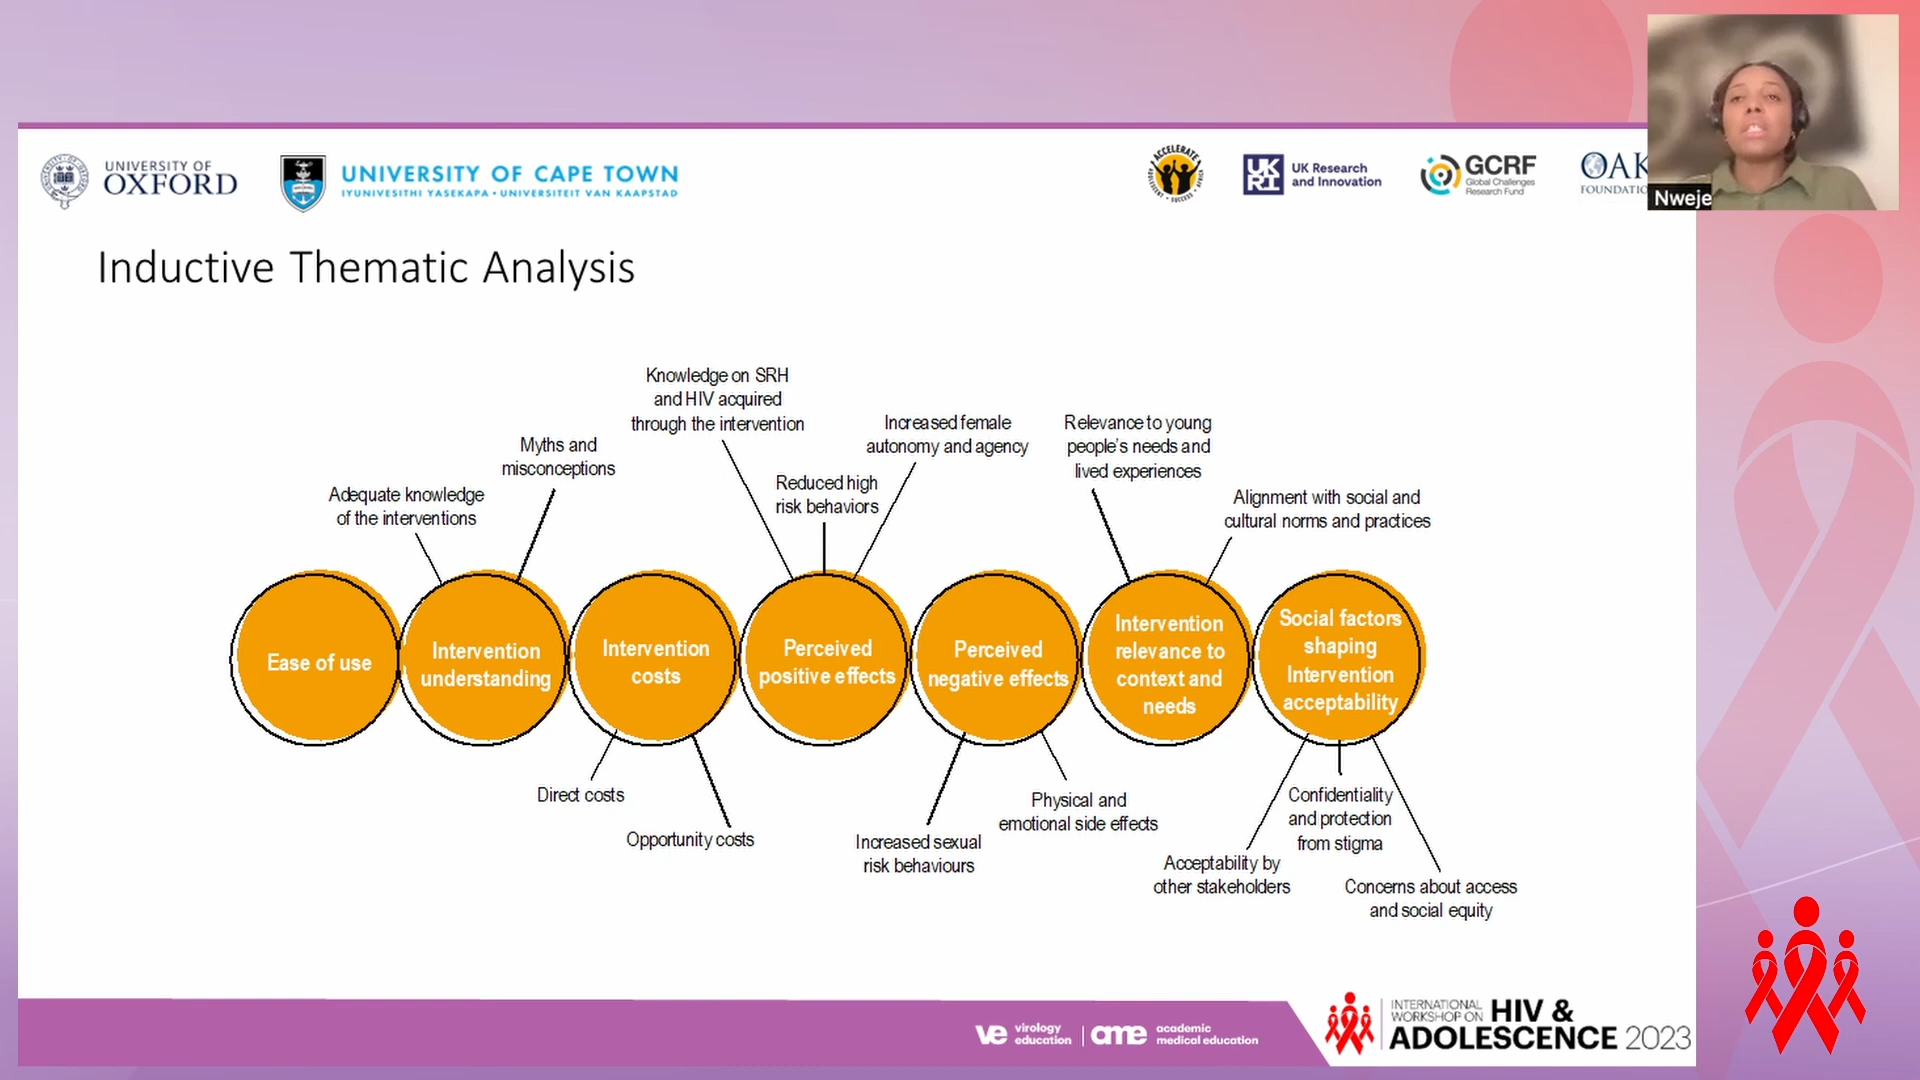 UNIVERSITY OF
OXFORD
UNIVERSITY OF CAPE TOWN
IYUNIVESITHI YASEKAPA • UNIVERSITEIT VAN KAAPSTAD
ACCELERATE
UK
RI
UK Research
and Innovation
GCRF
Global Challenges
Research Fund
OAK
FOUNDATIO
Nweje
Inductive Thematic Analysis
Knowledge on SRH
and HIV acquired
through the intervention
Myths and
misconceptions
Adequate knowledge
of the interventions
Reduced high
risk behaviors
Increased female
autonomy and agency
Relevance to young
people's needs and
lived experiences
Alignment with social and
cultural norms and practices
Ease of use
Intervention
understanding
Intervention
costs
Perceived
positive effects
Perceived
negative effects
Intervention
relevance to
context and
needs
Social factors
shaping
Intervention
acceptability
Direct costs
Opportunity costs
Increased sexual
risk behaviours
Physical and
emotional side effects
Acceptability by
other stakeholders
Confidentiality
and protection
from stigma
Concerns about access
and social equity
ve virology
education
ame academic
medical education
INTERNATIONAL
WORKSHOP ON HIV &
ADOLESCENCE 2023